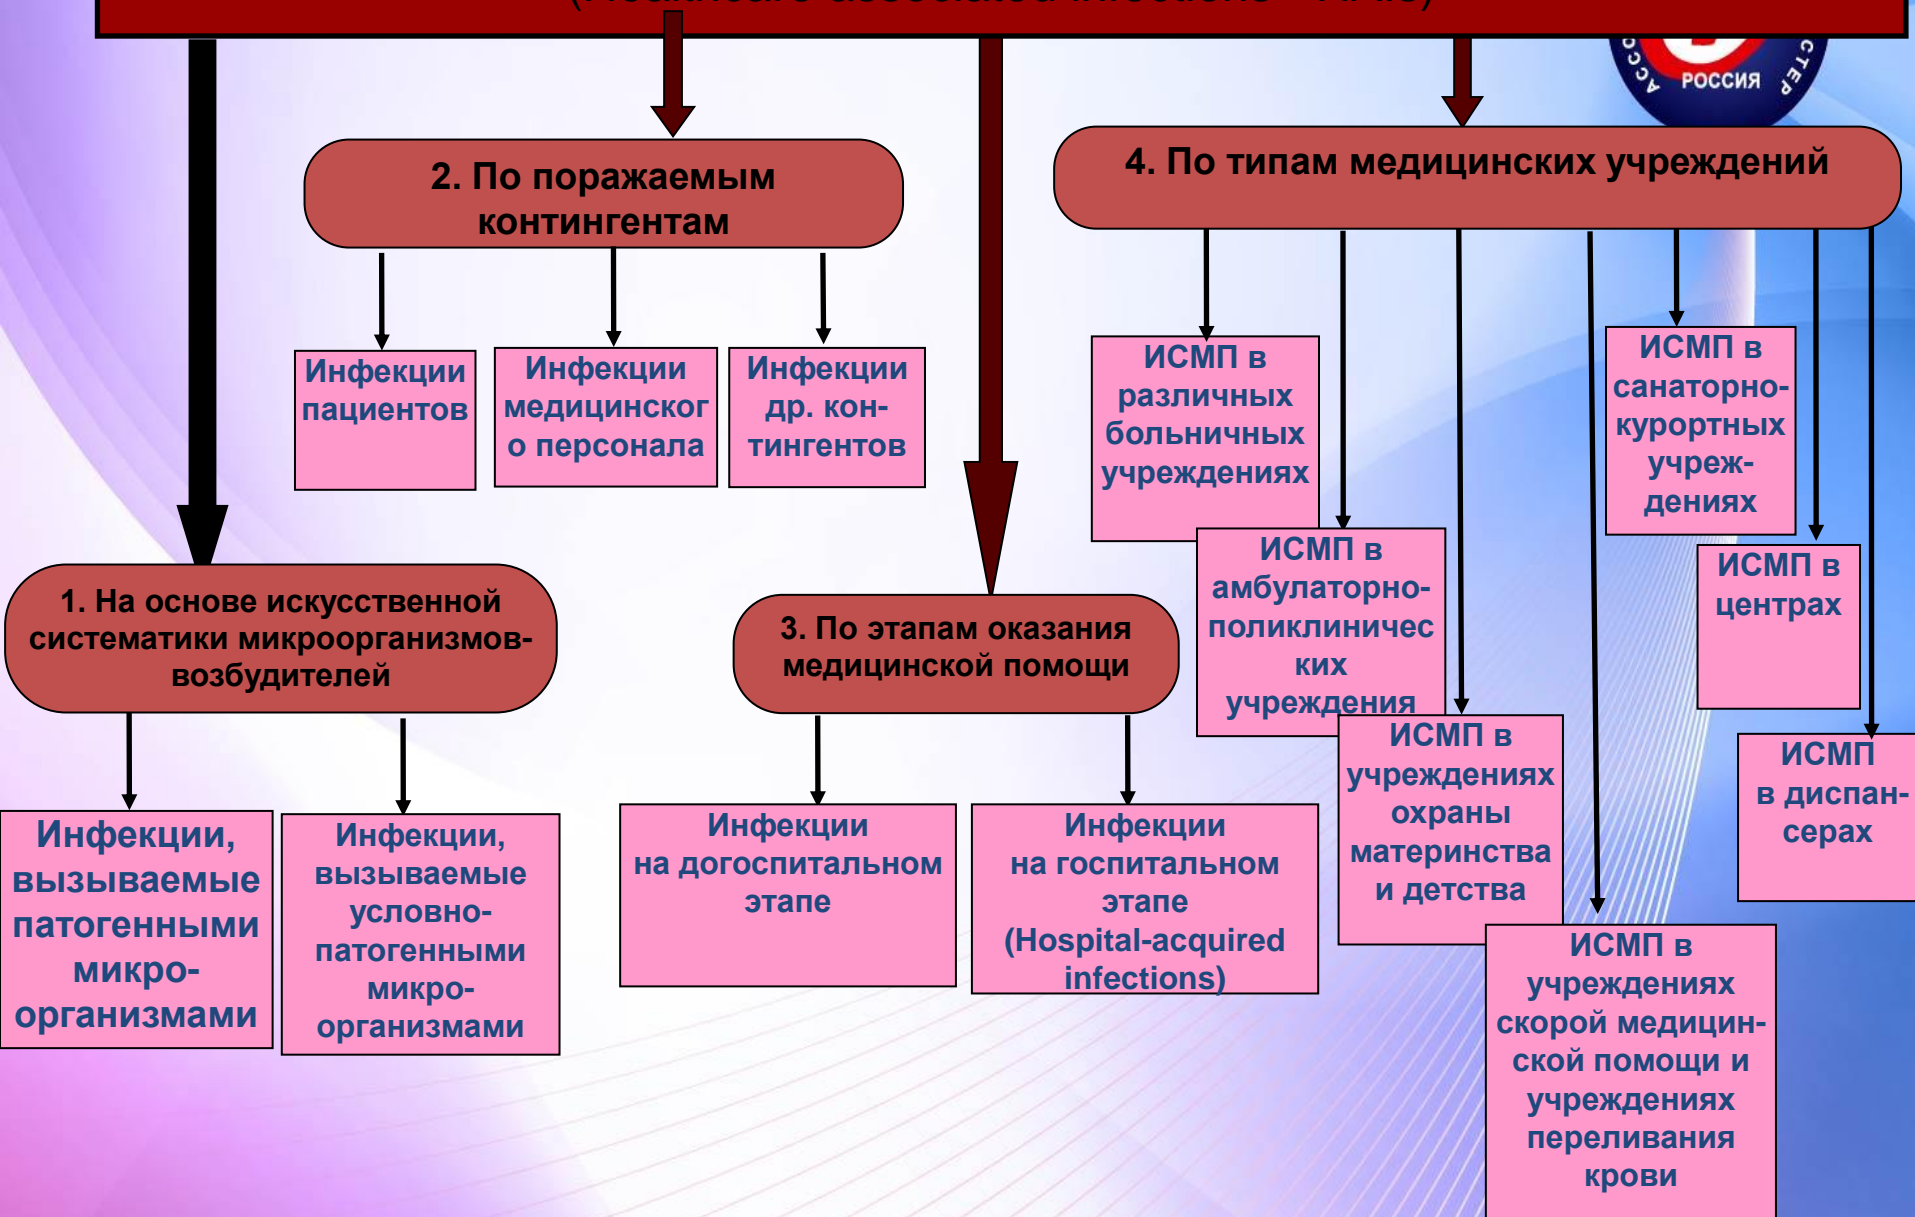 (Healthcare-associated infections - HAIs)
РОССИЯ
2. По поражаемым
контингентам
4. По типам медицинских учреждений
Инфекции
пациентов
Инфекции
медицинског
о персонала
Инфекции
др. кон-
тингентов
ИСМП в
различных
больничных
учреждениях
ИСМП в
санаторно-
курортных
учреж-
дениях
ИСМП в
амбулаторно-
поликлиничес
ких
учреждения
ИСМП в
центрах
1. На основе искусственной
систематики микроорганизмов-
возбудителей
3. По этапам оказания
медицинской помощи
ИСМП в
учреждениях
охраны
материнства
и детства
ИСМП
в диспан-
серах
Инфекции,
вызываемые
патогенными
микро-
организмами
Инфекции,
вызываемые
условно-
патогенными
микро-
организмами
Инфекции
на догоспитальном
этапе
Инфекции
на госпитальном
этапе
(Hospital-acquired
infections)
ИСМП в
учреждениях
скорой медицин-
ской помощи и
учреждениях
переливания
крови